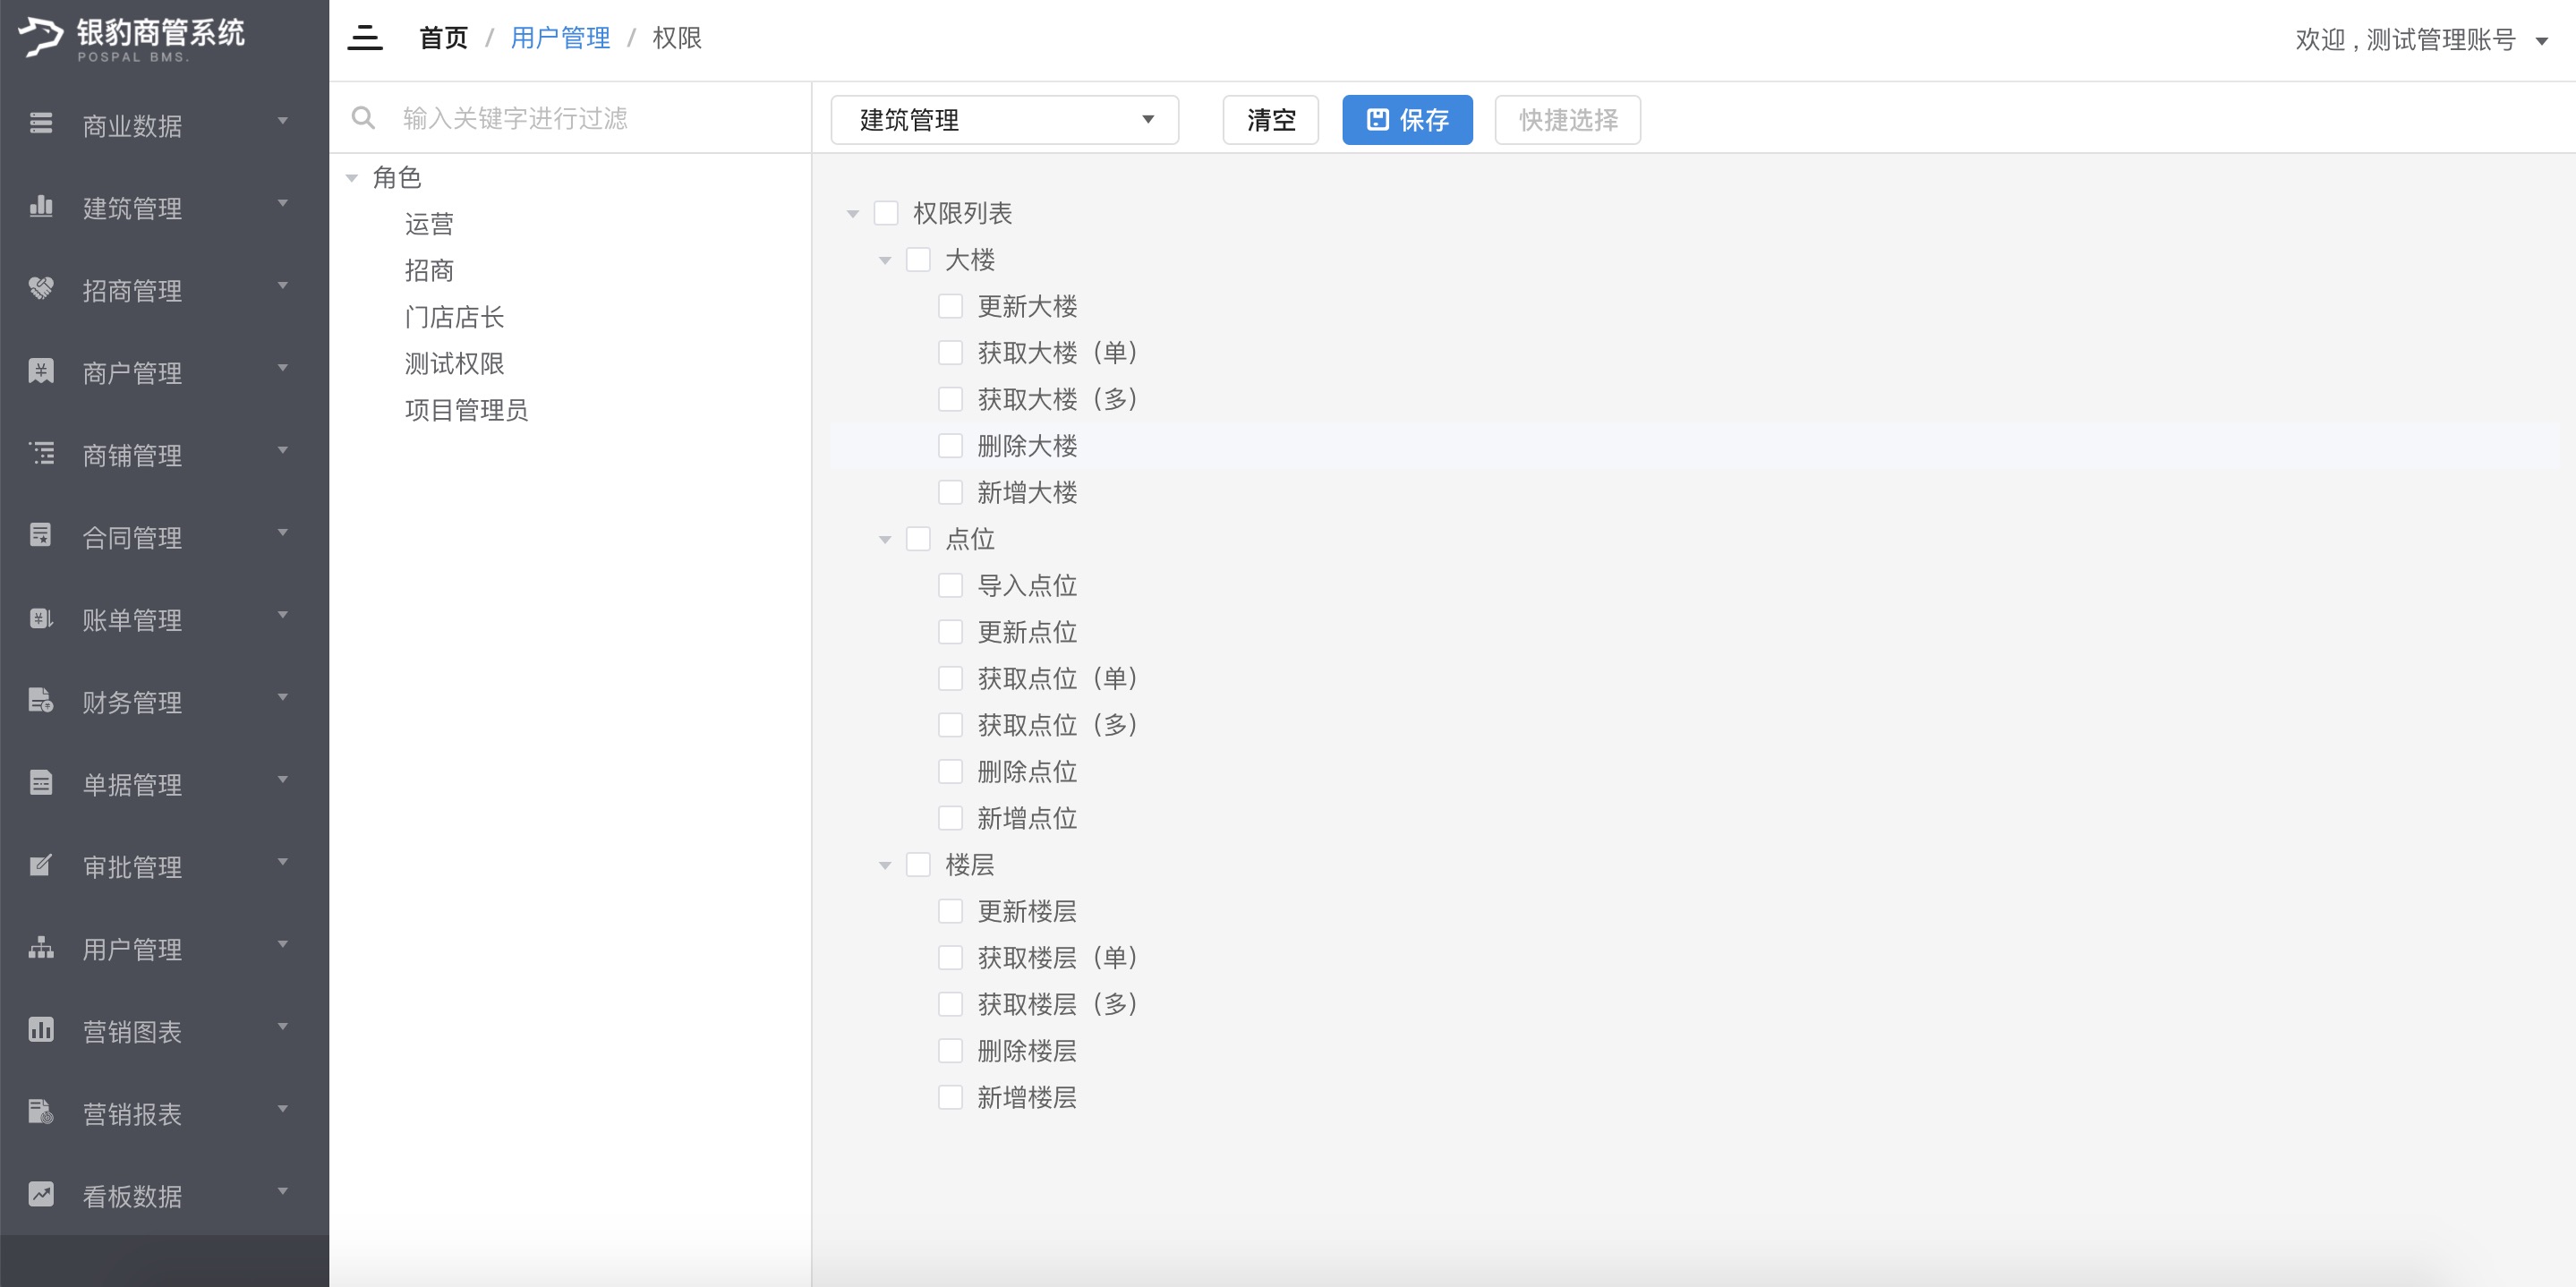 银豹商管系统
POSPAL BMS.
商业数据
建筑管理
招商管理
商户管理
商铺管理
合同管理
账单管理
财务管理
单据管理
审批管理
用户管理
营销图表
营销报表
看板数据
首页 / 用户管理 / 权限
欢迎 , 测试管理账号
输入关键字进行过滤
角色
运营
招商
门店店长
测试权限
项目管理员
建筑管理 清空 保存 快捷选择
权限列表
大楼
更新大楼
获取大楼（单）
获取大楼（多）
删除大楼
新增大楼
点位
导入点位
更新点位
获取点位（单）
获取点位（多）
删除点位
新增点位
楼层
更新楼层
获取楼层（单）
获取楼层（多）
删除楼层
新增楼层